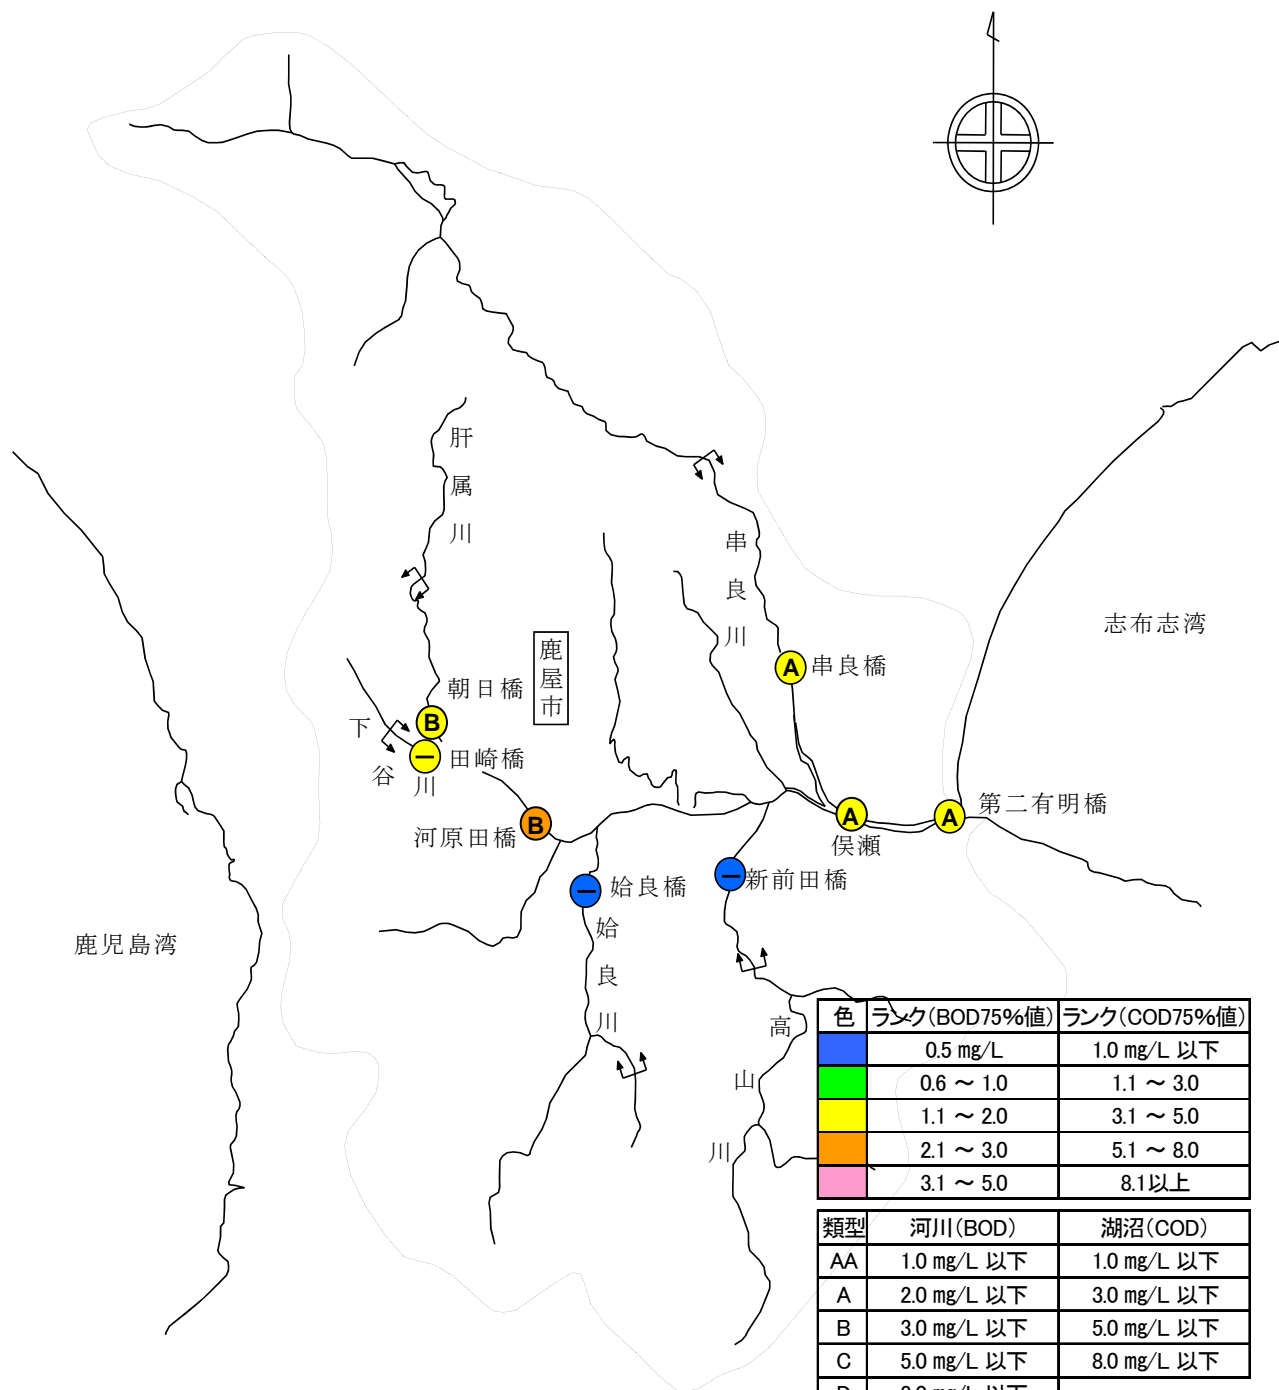 肝属川
串良川
志布志湾
鹿屋市
A 串良橋
朝日橋
B
下谷川
一 田崎橋
第二有明橋
A
A
俣瀬
B
河原田橋
一 姶良橋
一 新前田橋
姶良川
鹿児島湾
高山川
色 ランク(BOD75%値) ランク(COD75%値)
0.5 mg/L 1.0 mg/L 以下
0.6 ～ 1.0 1.1 ～ 3.0
1.1 ～ 2.0 3.1 ～ 5.0
2.1 ～ 3.0 5.1 ～ 8.0
3.1 ～ 5.0 8.1以上
類型 河川(BOD) 湖沼(COD)
AA 1.0 mg/L 以下 1.0 mg/L 以下
A 2.0 mg/L 以下 3.0 mg/L 以下
B 3.0 mg/L 以下 5.0 mg/L 以下
C 5.0 mg/L 以下 8.0 mg/L 以下